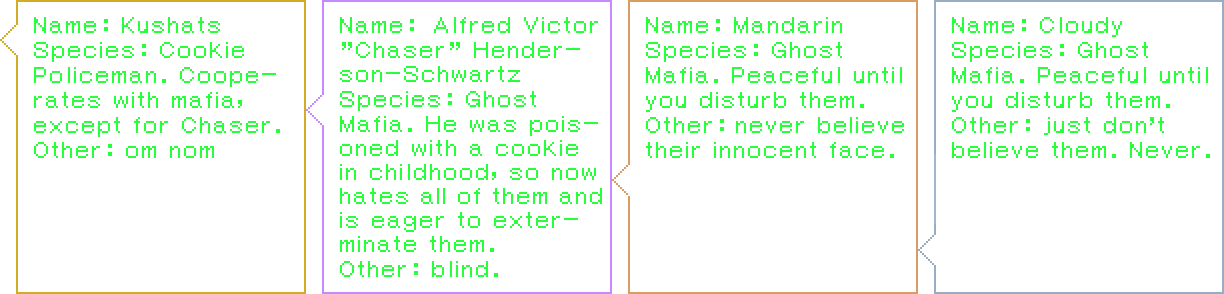 Name: Kushats
Species: Cookie
Policeman. Coope-
rates with mafia,
except for Chaser.
Other: om nom
Name: Alfred Victor
"Chaser" Hender-
son-Schwartz
Species: Ghost
Mafia. He was pois-
oned with a cookie
in childhood, so now
hates all of them and
is eager to exter-
minate them.
Other: blind.
Name: Mandarin
Species: Ghost
Mafia. Peaceful until
you disturb them.
Other: never believe
their innocent face.
Name: Cloudy
Species: Ghost
Mafia. Peaceful until
you disturb them.
Other: just don't
believe them. Never.